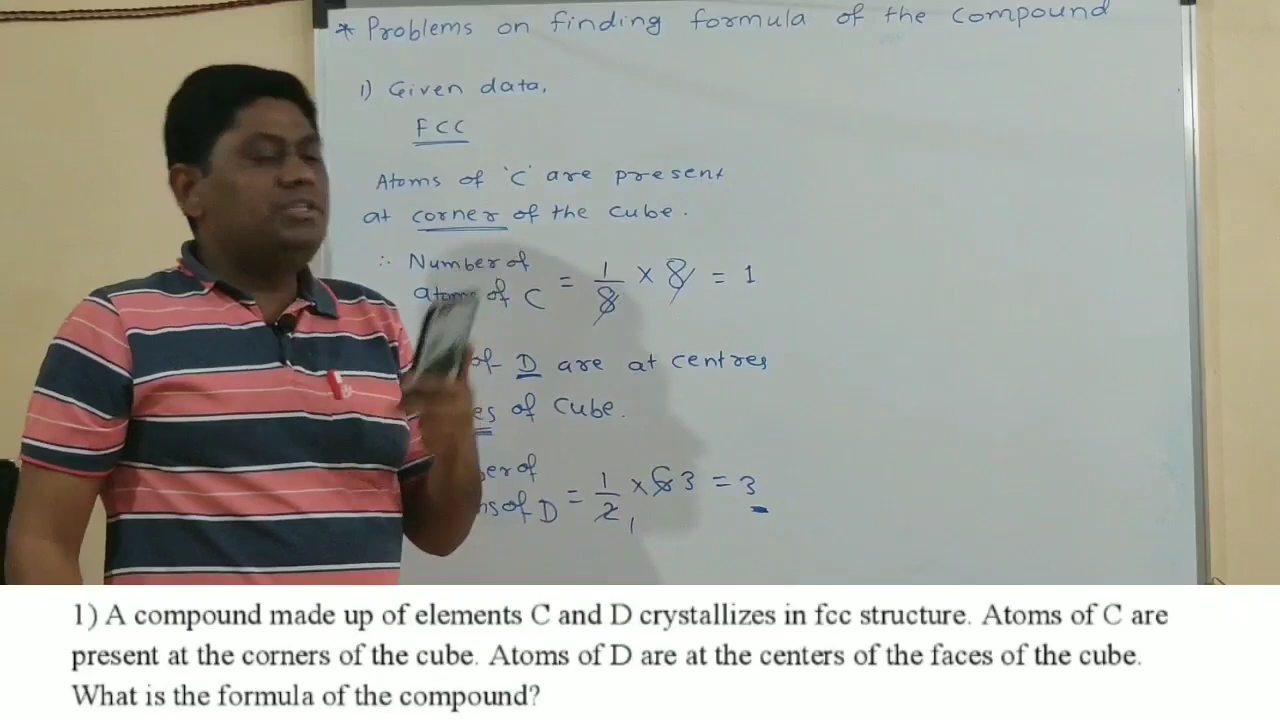 * Problems on finding formula of the compound
1) Given data,
FCC
Atoms of 'C' are present
at corner of the cube.
∴ Number of
atoms of C = 1/8 × 8 = 1
of D are at centres
of cube.
of
of D = 1/2 × 6 3 = 3
1
1) A compound made up of elements C and D crystallizes in fcc structure. Atoms of C are
present at the corners of the cube. Atoms of D are at the centers of the faces of the cube.
What is the formula of the compound?